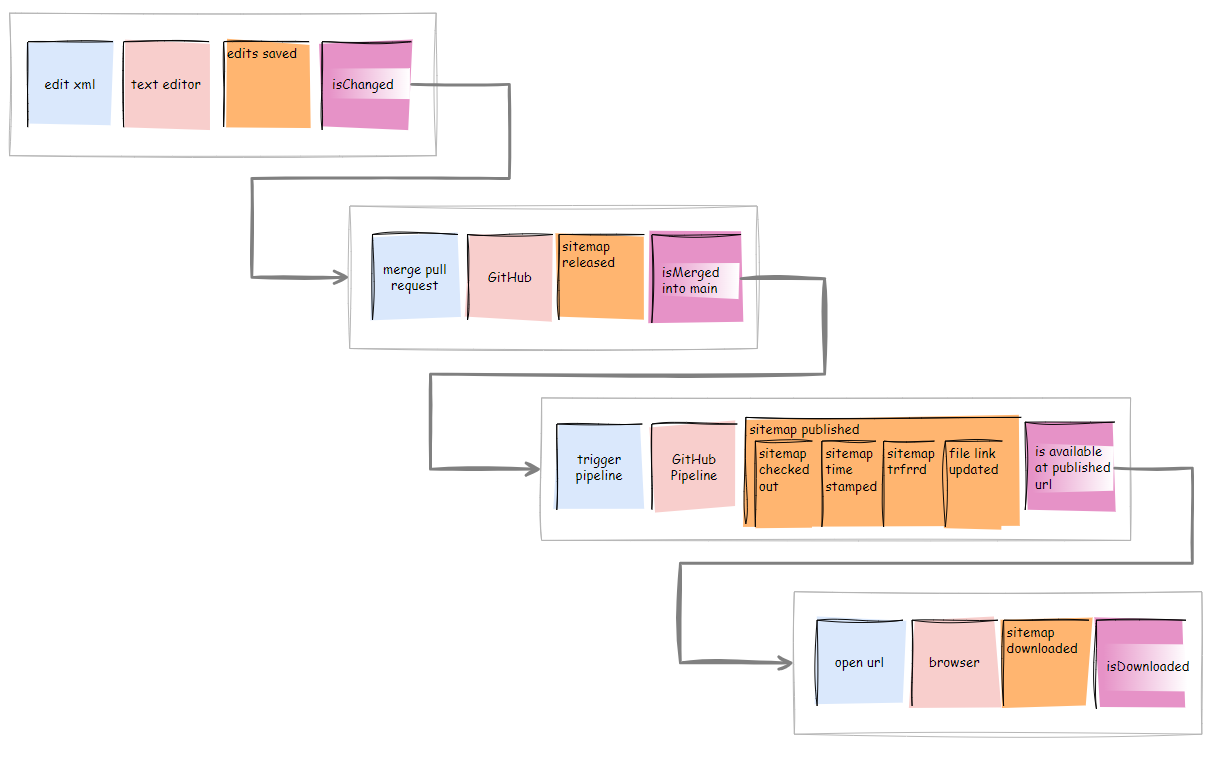 edit xml
text editor
edits saved
isChanged
merge pull
request
GitHub
sitemap
released
isMerged
into main
trigger
pipeline
GitHub
Pipeline
sitemap published
sitemap
checked
out
sitemap
time
stamped
sitemap
trfrrd
file link
updated
is available
at published
url
open url
browser
sitemap
downloaded
isDownloaded